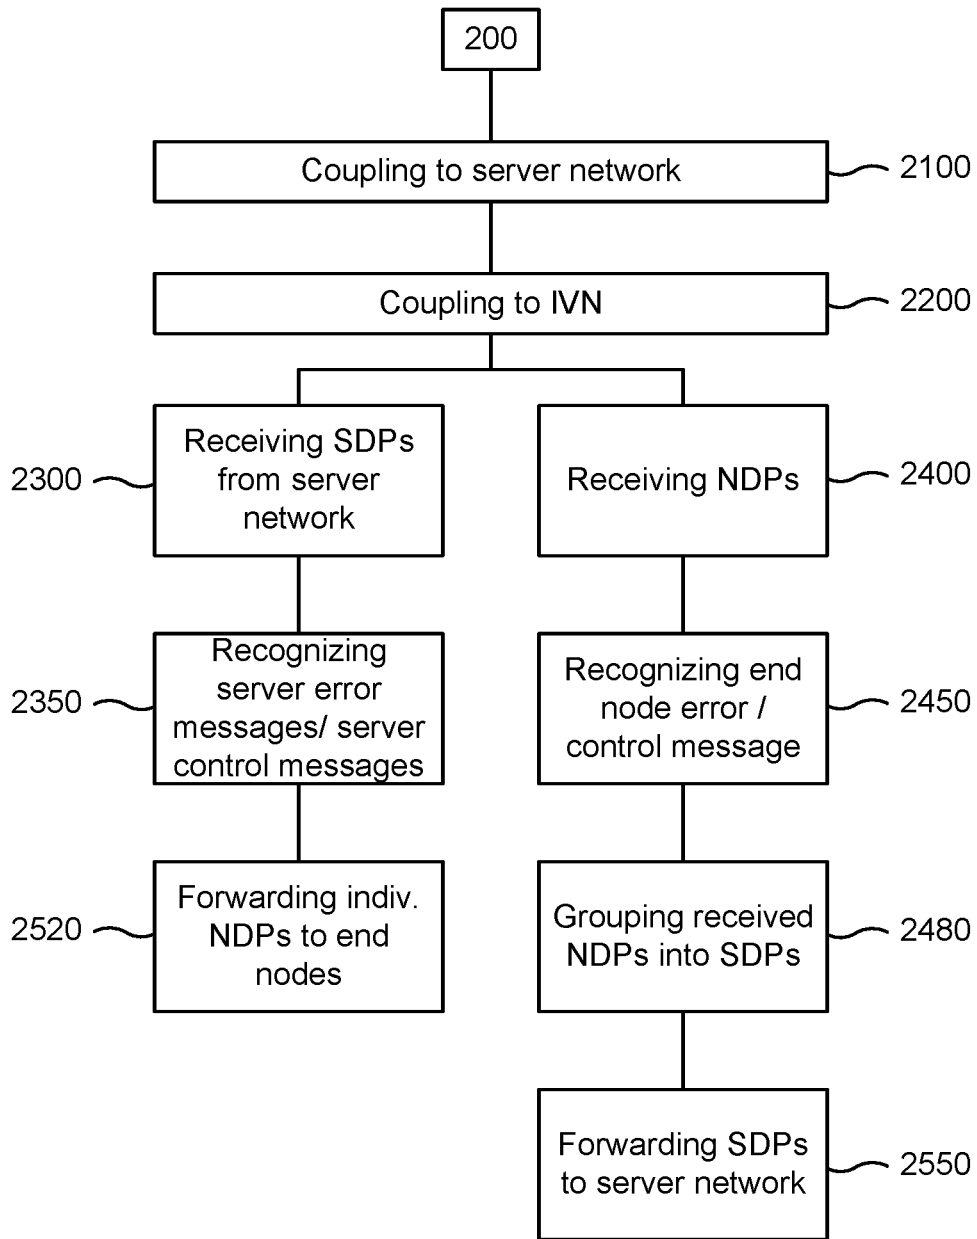 200
Coupling to server network
2100
Coupling to IVN
2200
2300
Receiving SDPs
from server
network
Receiving NDPs
2400
2350
Recognizing
server error
messages/ server
control messages
Recognizing end
node error /
control message
2450
2520
Forwarding indiv.
NDPs to end
nodes
Grouping received
NDPs into SDPs
2480
Forwarding SDPs
to server network
2550